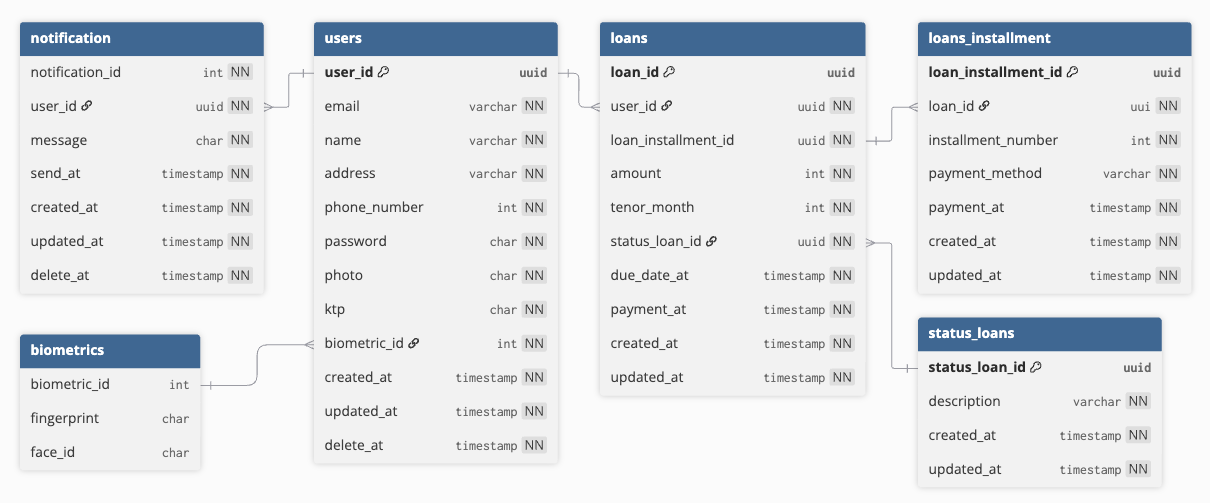 notification
notification_id int NN
user_id uuid NN
message char NN
send_at timestamp NN
created_at timestamp NN
updated_at timestamp NN
delete_at timestamp NN
users
user_id uuid
email varchar NN
name varchar NN
address varchar NN
phone_number int NN
password char NN
photo char NN
ktp char NN
biometric_id int NN
created_at timestamp NN
updated_at timestamp NN
delete_at timestamp NN
loans
loan_id uuid
user_id uuid NN
loan_installment_id uuid NN
amount int NN
tenor_month int NN
status_loan_id uuid NN
due_date_at timestamp NN
payment_at timestamp NN
created_at timestamp NN
updated_at timestamp NN
loans_installment
loan_installment_id uuid
loan_id uui NN
installment_number int NN
payment_method varchar NN
payment_at timestamp NN
created_at timestamp NN
updated_at timestamp NN
biometrics
biometric_id int
fingerprint char
face_id char
status_loans
status_loan_id uuid
description varchar NN
created_at timestamp NN
updated_at timestamp NN